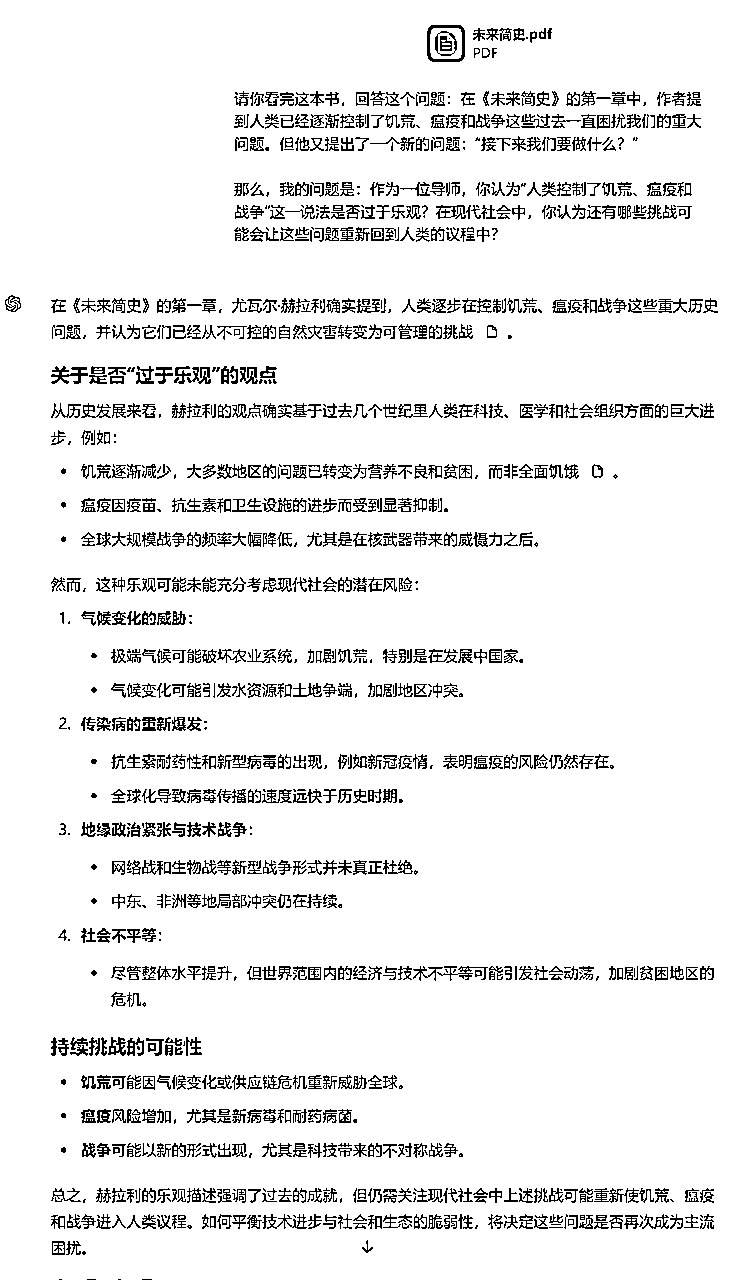 未来简史.pdf
PDF
请你看完这本书，回答这个问题：在《未来简史》的第一章中，作者提
到人类已经逐渐控制了饥荒、瘟疫和战争这些过去一直困扰我们的重大
问题。但他又提出了一个新的问题：“接下来我们要做什么？”
那么，我的问题是：作为一位导师，你认为“人类控制了饥荒、瘟疫和
战争”这一说法是否过于乐观？在现代社会中，你认为还有哪些挑战可
能会让这些问题重新回到人类的议程中？
在《未来简史》的第一章，尤瓦尔·赫拉利确实提到，人类逐步在控制饥荒、瘟疫和战争这些重大历史
问题，并认为它们已经从不可控的自然灾害转变为可管理的挑战 。
关于是否“过于乐观”的观点
从历史发展来看，赫拉利的观点确实基于过去几个世纪里人类在科技、医学和社会组织方面的巨大进
步，例如：
• 饥荒逐渐减少，大多数地区的问题已转变为营养不良和贫困，而非全面饥饿 。
• 瘟疫因疫苗、抗生素和卫生设施的进步而受到显著抑制。
• 全球大规模战争的频率大幅降低，尤其是在核武器带来的威慑力之后。
然而，这种乐观可能未能充分考虑现代社会的潜在风险：
1. 气候变化的威胁：
• 极端气候可能破坏农业系统，加剧饥荒，特别是在发展中国家。
• 气候变化可能引发水资源和土地争端，加剧地区冲突。
2. 传染病的重新爆发：
• 抗生素耐药性和新型病毒的出现，例如新冠疫情，表明瘟疫的风险仍然存在。
• 全球化导致病毒传播的速度远快于历史时期。
3. 地缘政治紧张与技术战争：
• 网络战和生物战等新型战争形式并未真正杜绝。
• 中东、非洲等地局部冲突仍在持续。
4. 社会不平等：
• 尽管整体水平提升，但世界范围内的经济与技术不平等可能引发社会动荡，加剧贫困地区的
危机。
持续挑战的可能性
• 饥荒可能因气候变化或供应链危机重新威胁全球。
• 瘟疫风险增加，尤其是新病毒和耐药病菌。
• 战争可能以新的形式出现，尤其是科技带来的不对称战争。
总之，赫拉利的乐观描述强调了过去的成就，但仍需关注现代社会中上述挑战可能重新使饥荒、瘟疫
和战争进入人类议程。如何平衡技术进步与社会和生态的脆弱性，将决定这些问题是否再次成为主流
困扰。